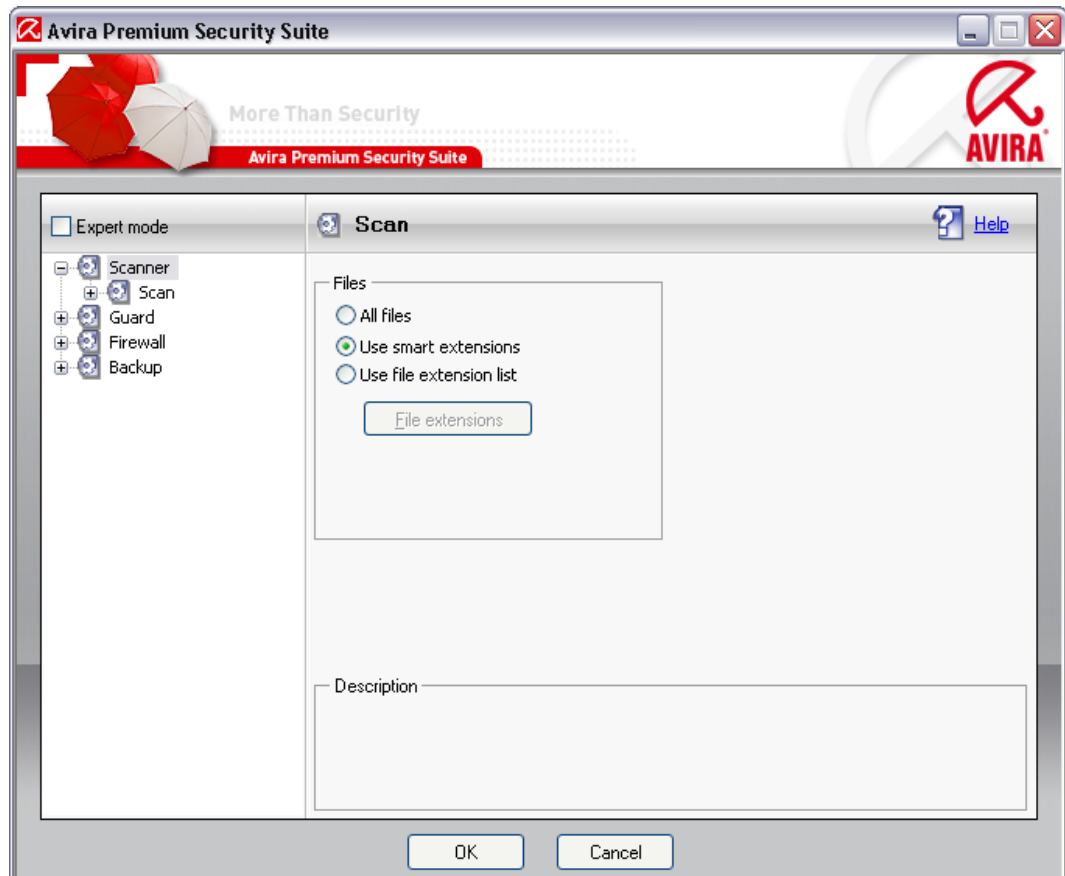 Avira Premium Security Suite
More Than Security
Avira Premium Security Suite
AVIRA
Expert mode
Scan
Help
Scanner
Scan
Guard
Firewall
Backup
Files
All files
Use smart extensions
Use file extension list
File extensions
Description
OK
Cancel